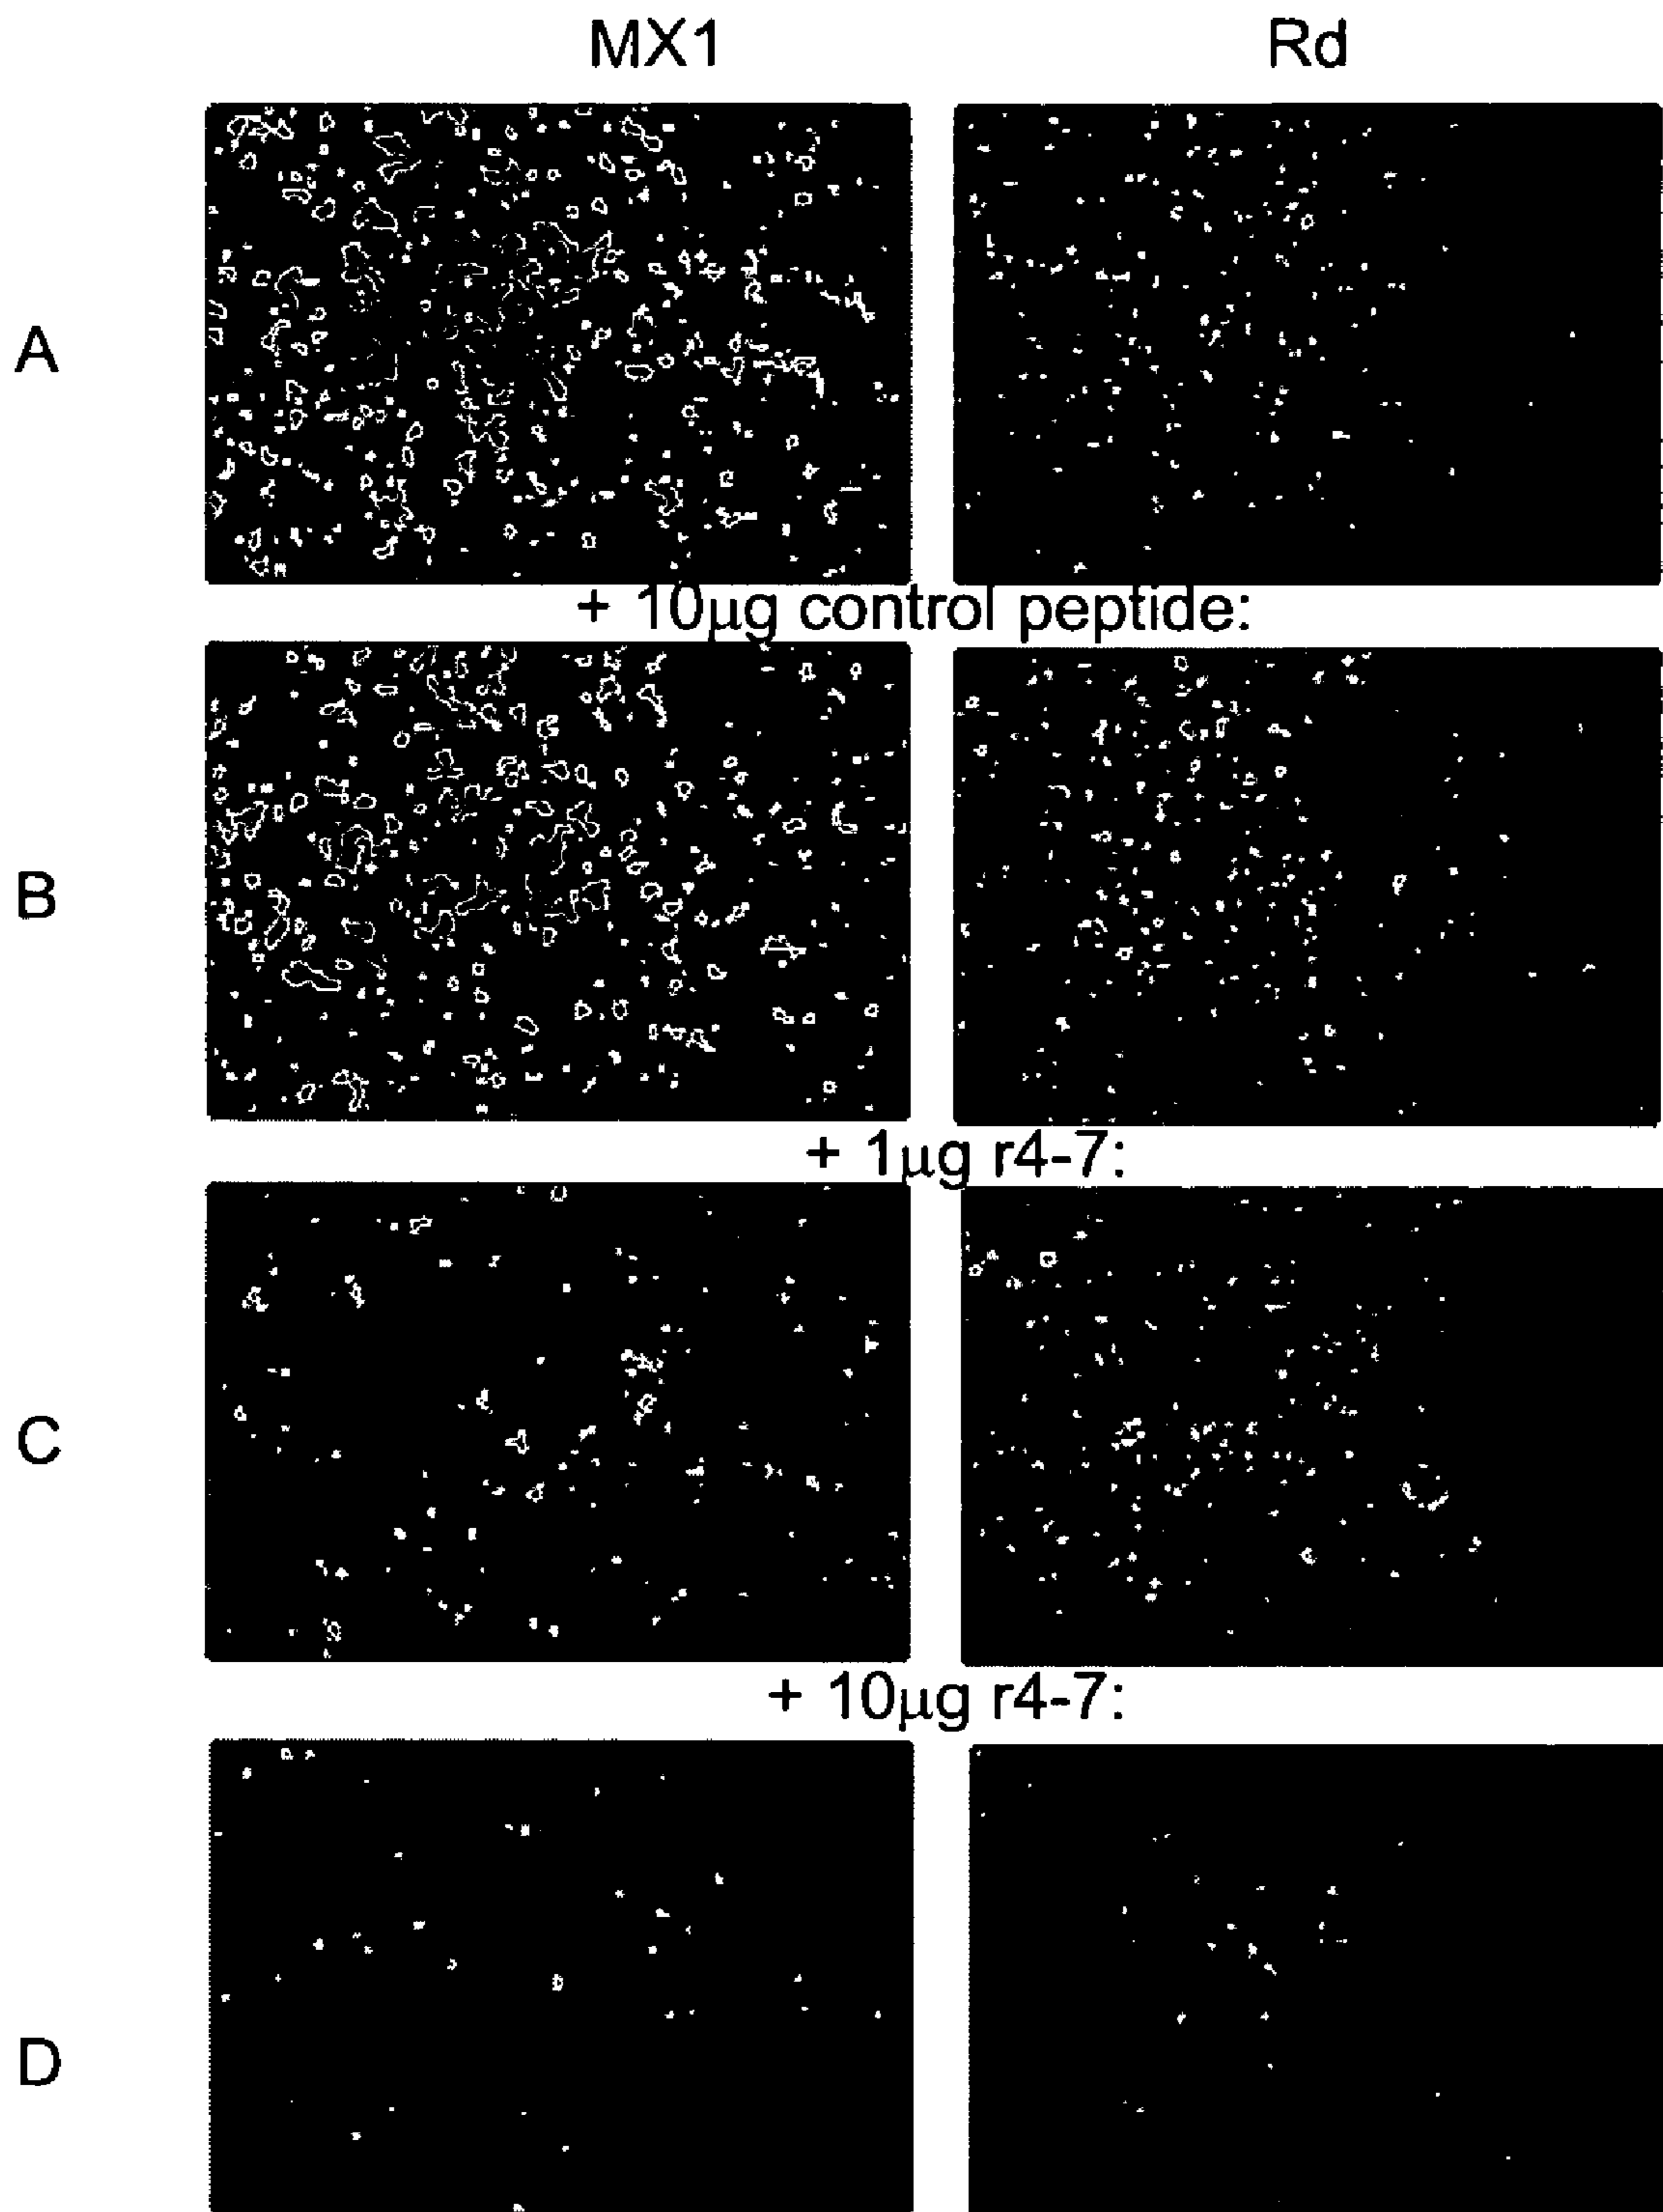 MX1 Rd
A
+ 10μg control peptide:
B
+ 1μg r4-7:
C
+ 10μg r4-7:
D